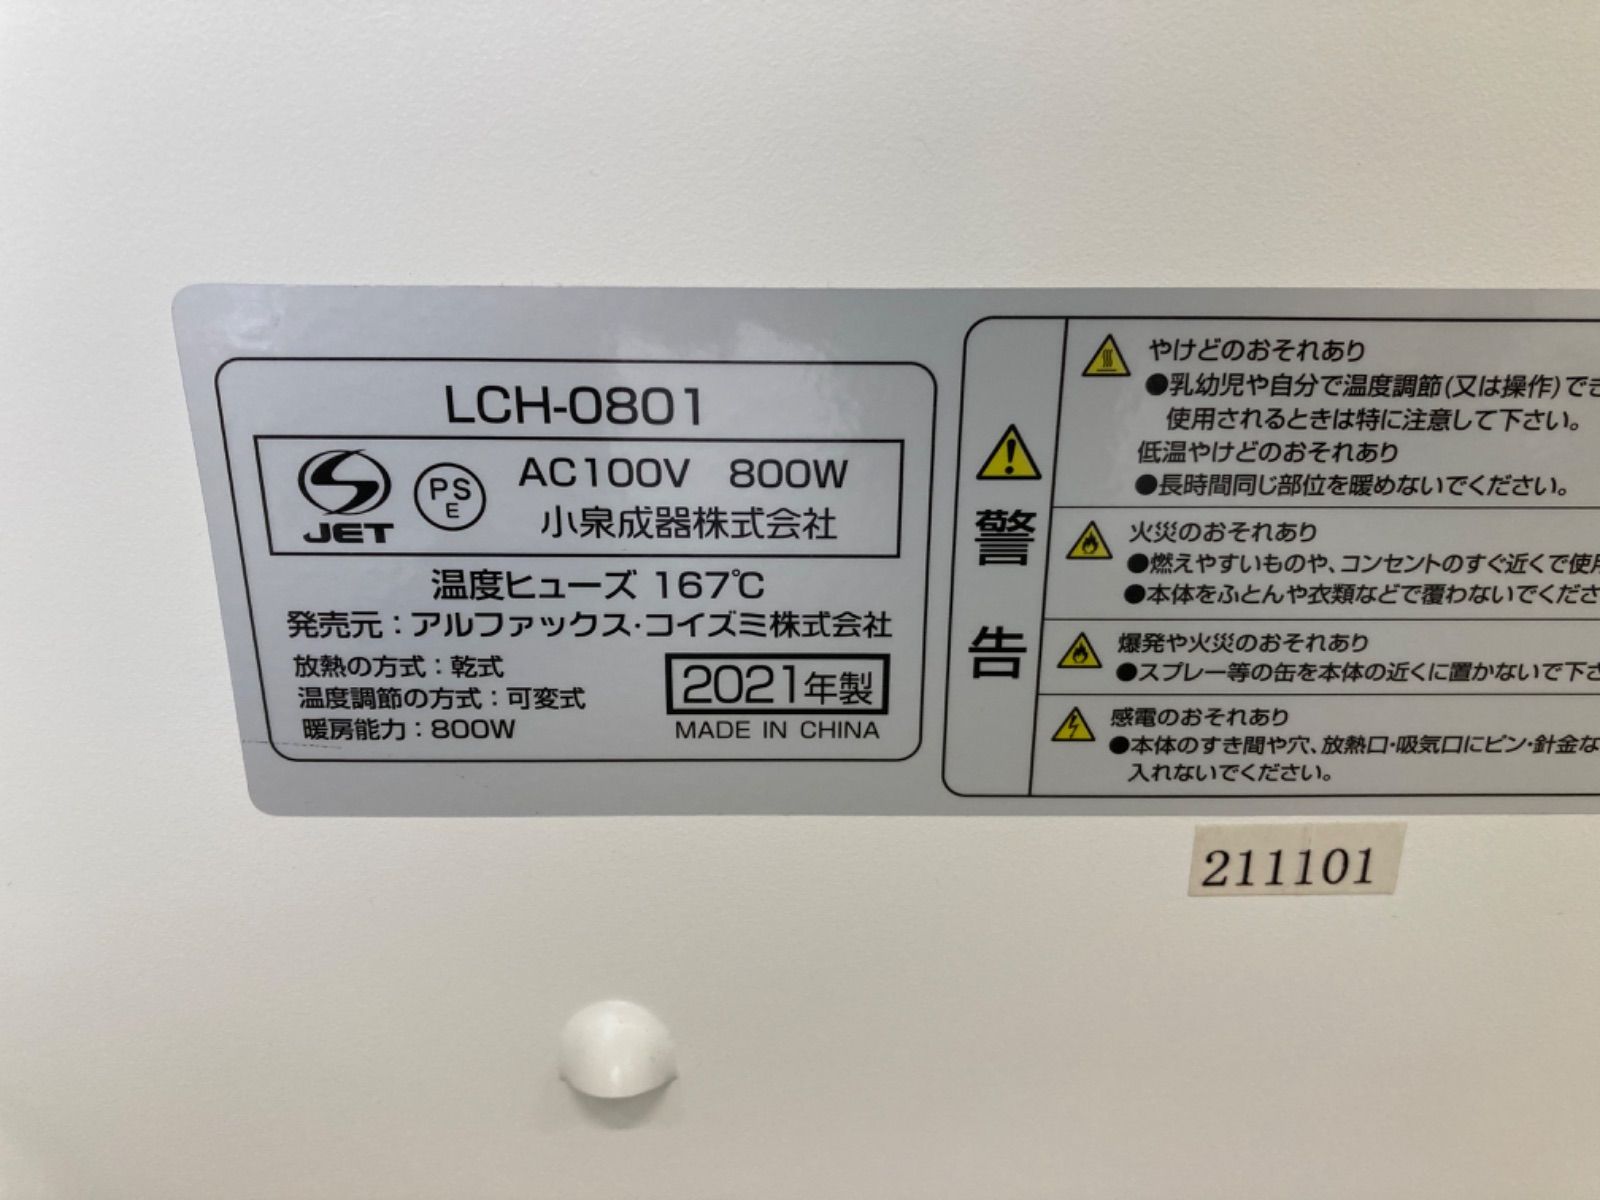 LCH-0801
JET
PS
E
AC100V 800W
小泉成器株式会社
温度ヒューズ 167℃
発売元：アルファックス・コイズミ株式会社
放熱の方式：乾式
温度調節の方式：可変式
暖房能力：800W
2021年製
MADE IN CHINA
警告
やけどのおそれあり
●乳幼児や自分で温度調節(又は操作)でき
使用されるときは特に注意して下さい。
低温やけどのおそれあり
●長時間同じ部位を暖めないでください。
火災のおそれあり
●燃えやすいものや、コンセントのすぐ近くで使用
●本体をふとんや衣類などで覆わないでくださ
爆発や火災のおそれあり
●スプレー等の缶を本体の近くに置かないで下さ
感電のおそれあり
●本体のすき間や穴、放熱口・吸気口にピン・針金な
入れないでください。
211101